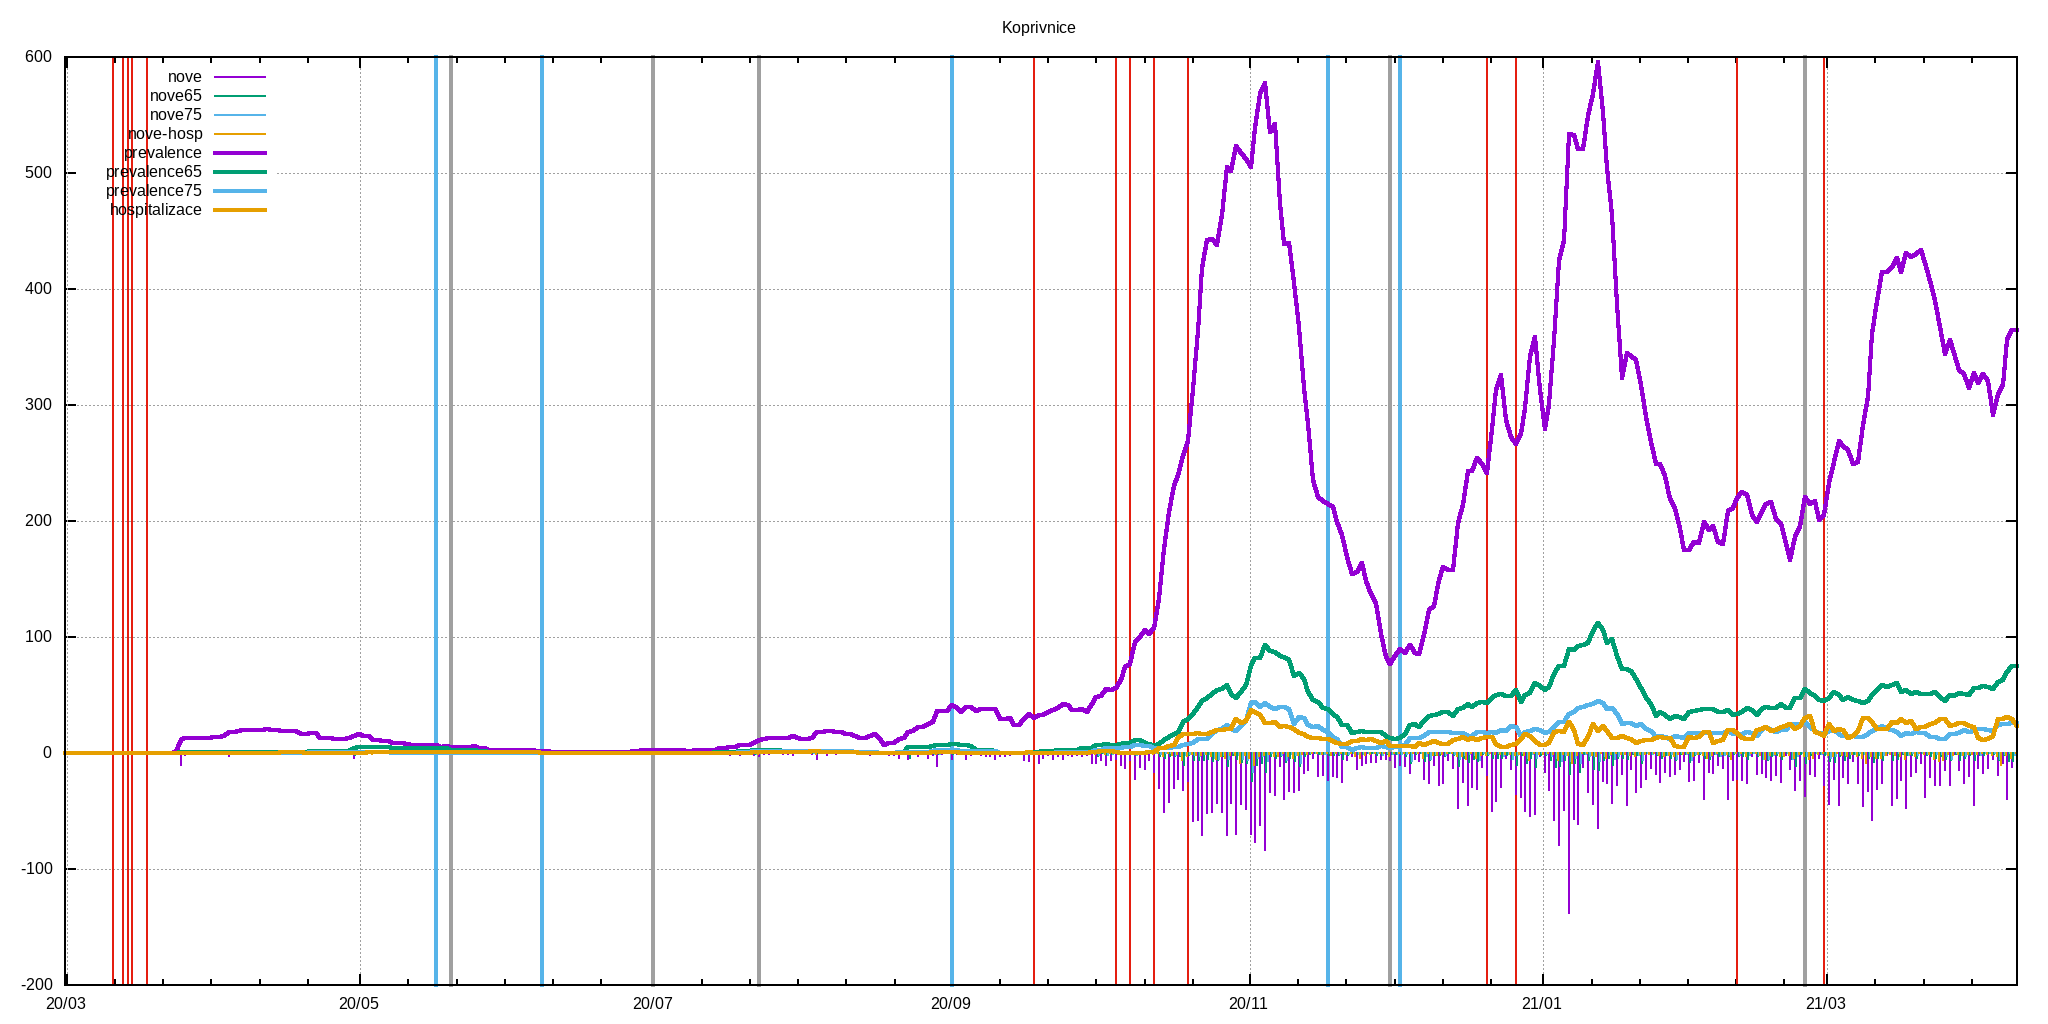 Koprivnice
600
500
400
300
200
100
0
-100
-200
nove
nove65
nove75
nove-hosp
prevalence
prevalence65
prevalence75
hospitalizace
20/03
20/05
20/07
20/09
20/11
21/01
21/03